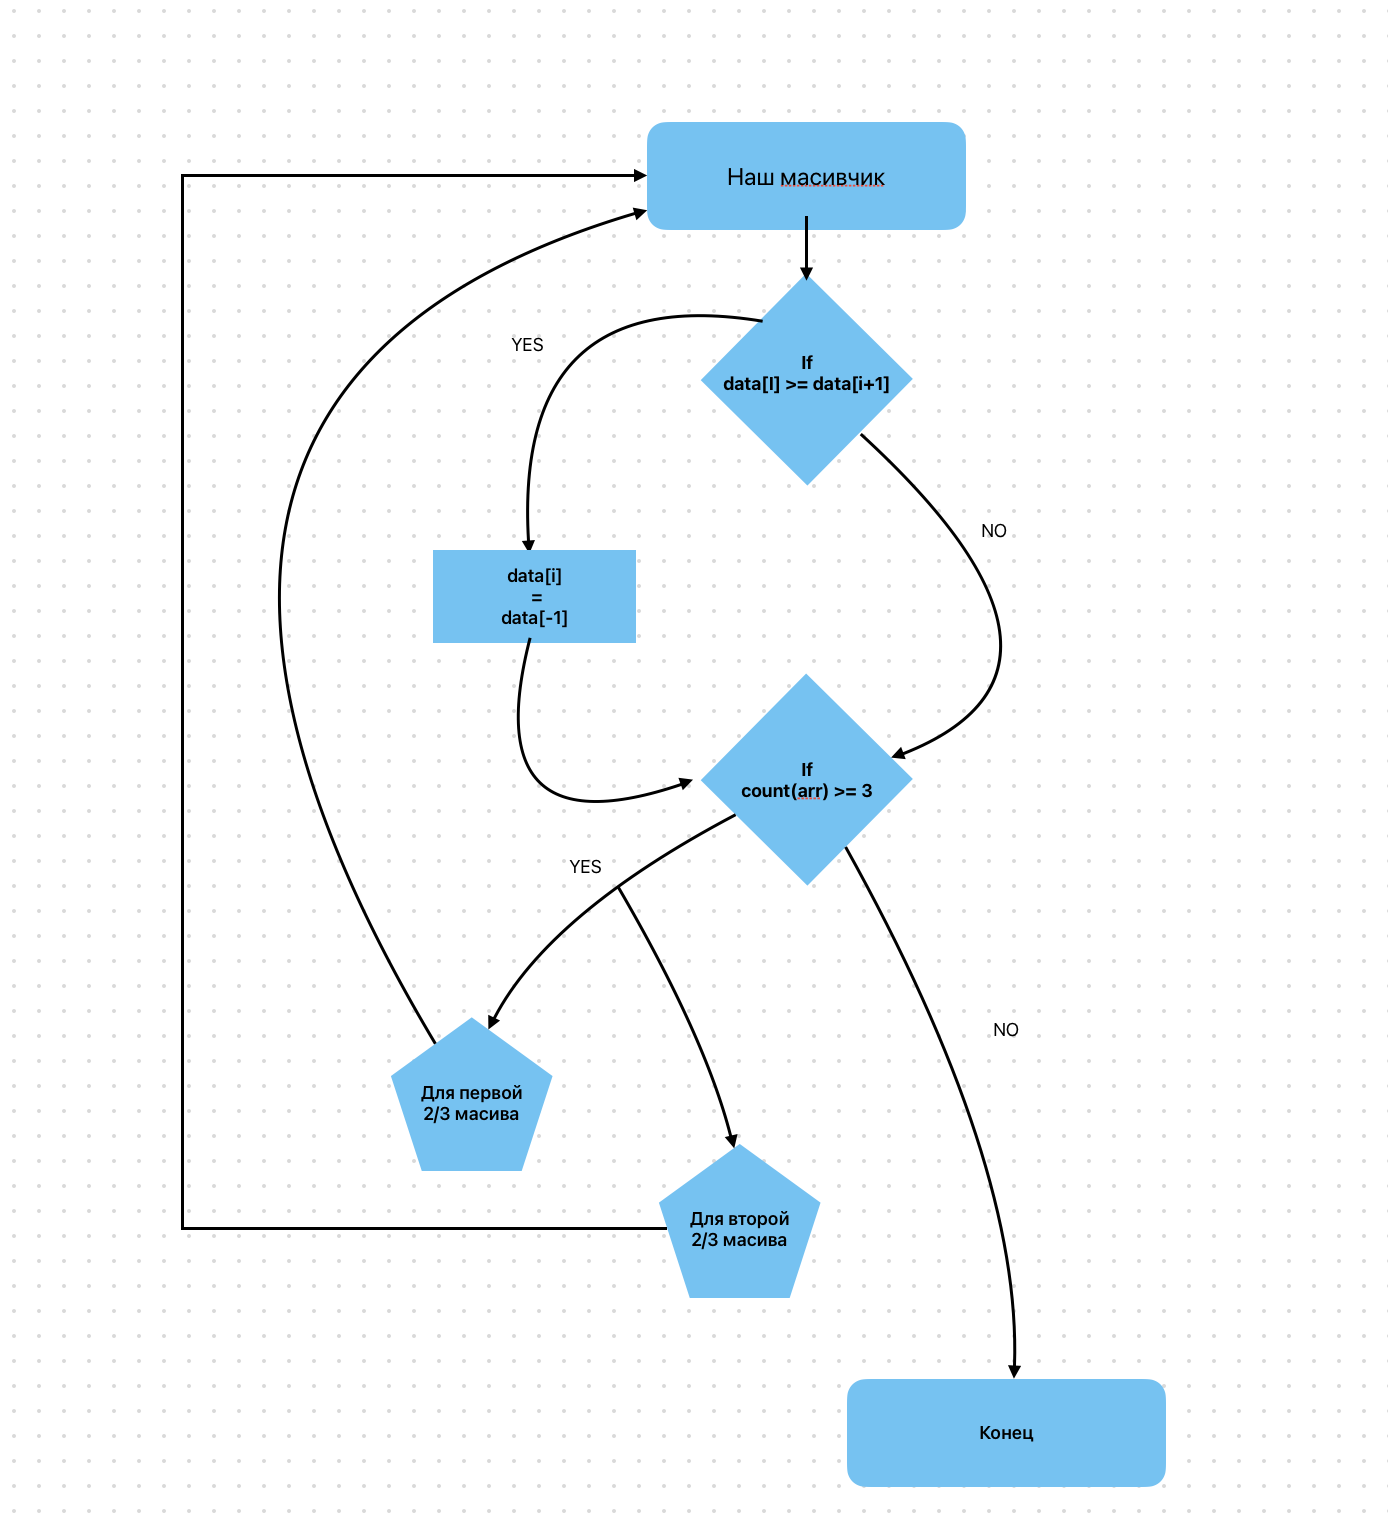 Наш масивчик
YES
If
data[I] >= data[i+1]
NO
data[i]
=
data[-1]
If
count(arr) >= 3
YES
NO
Для первой
2/3 масива
Для второй
2/3 масива
Конец